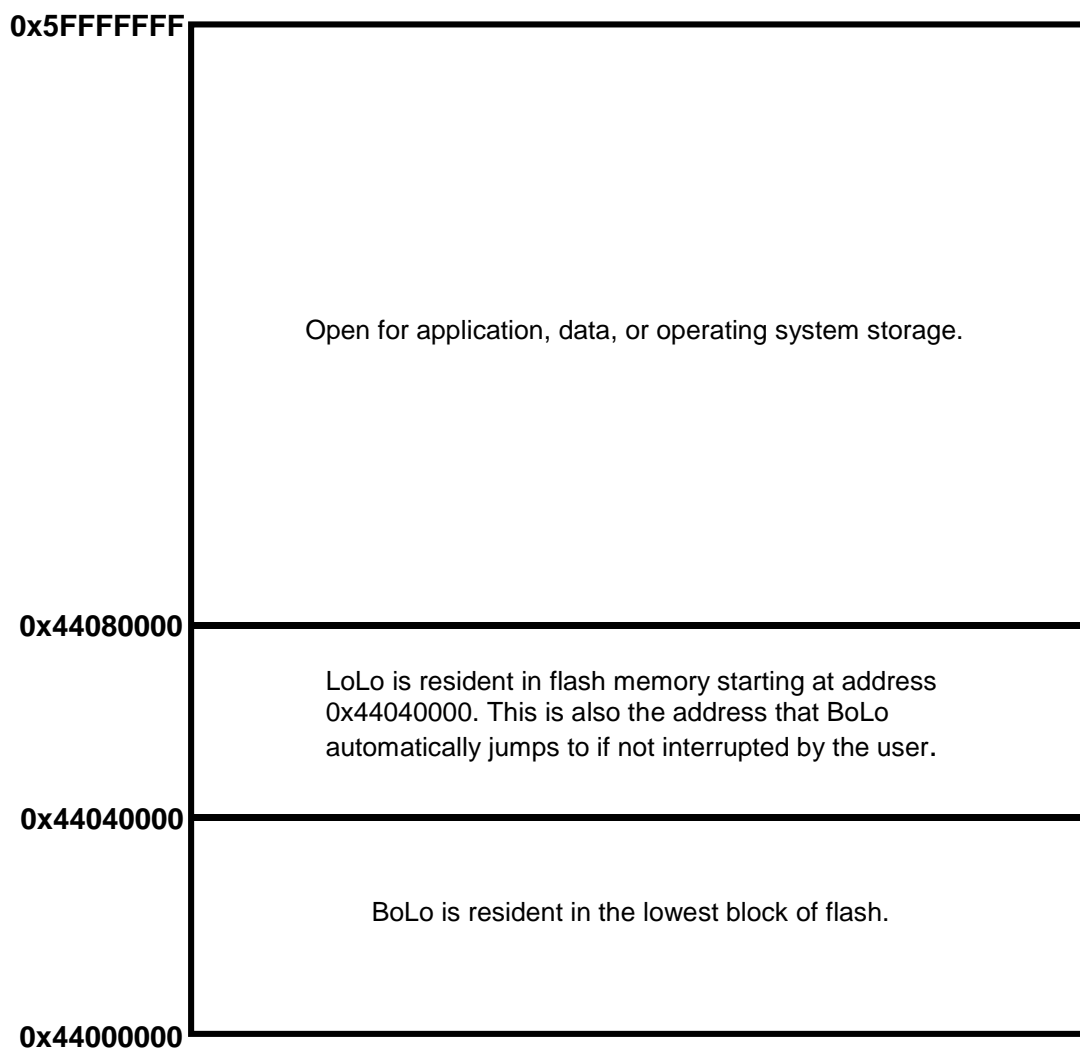 0x5FFFFFFF
Open for application, data, or operating system storage.
0x44080000
LoLo is resident in flash memory starting at address
0x44040000. This is also the address that BoLo
automatically jumps to if not interrupted by the user.
0x44040000
BoLo is resident in the lowest block of flash.
0x44000000